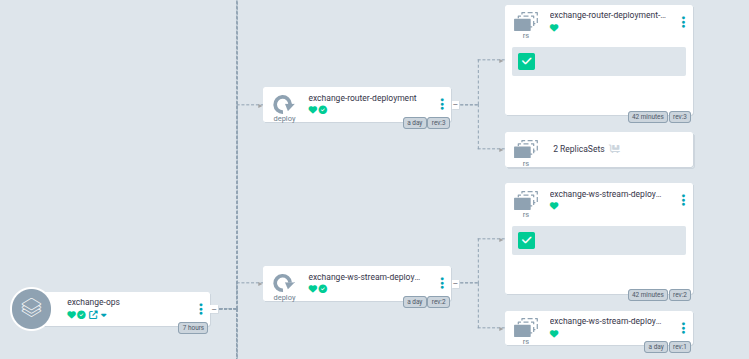 exchange-router-deployment-...
rs
42 minutes rev:3
exchange-router-deployment
deploy
a day rev:3
2 ReplicaSets
rs
exchange-ws-stream-deploy...
rs
42 minutes rev:2
exchange-ws-stream-deploy...
deploy
a day rev:2
exchange-ops
7 hours
exchange-ws-stream-deploy...
rs
a day rev:1